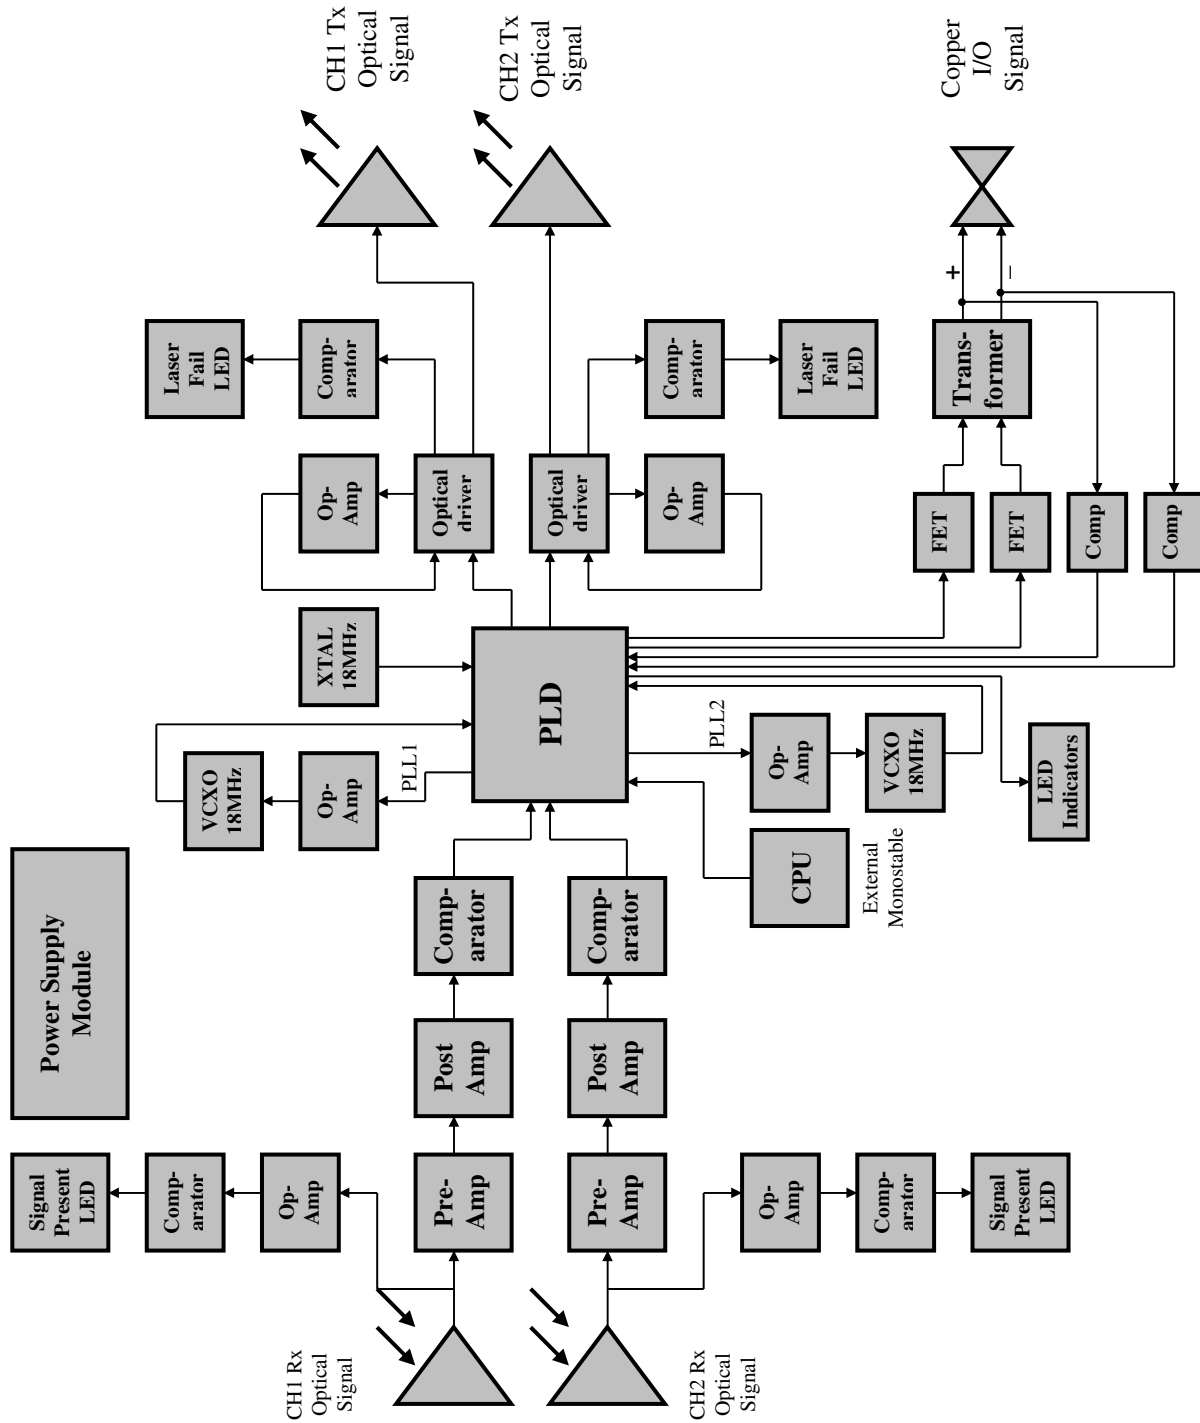 Power Supply
Module
Signal
Present
LED
Comp-
arator
Op-
Amp
CH1 Rx
Optical
Signal
Pre-
Amp
Post
Amp
Comp-
arator
CH2 Rx
Optical
Signal
Pre-
Amp
Post
Amp
Comp-
arator
Op-
Amp
Comp-
arator
Signal
Present
LED
VCXO
18MHz
Op-
Amp
PLL1
XTAL
18MHz
PLD
PLL2
Op-
Amp
VCXO
18MHz
CPU
External
Monostable
LED
Indicators
Op-
Amp
Optical
driver
Comp-
arator
Laser
Fail
LED
CH1 Tx
Optical
Signal
Optical
driver
Op-
Amp
Comp-
arator
Laser
Fail
LED
CH2 Tx
Optical
Signal
FET
FET
Comp
Comp
Trans-
former
+
–
Copper
I/O
Signal